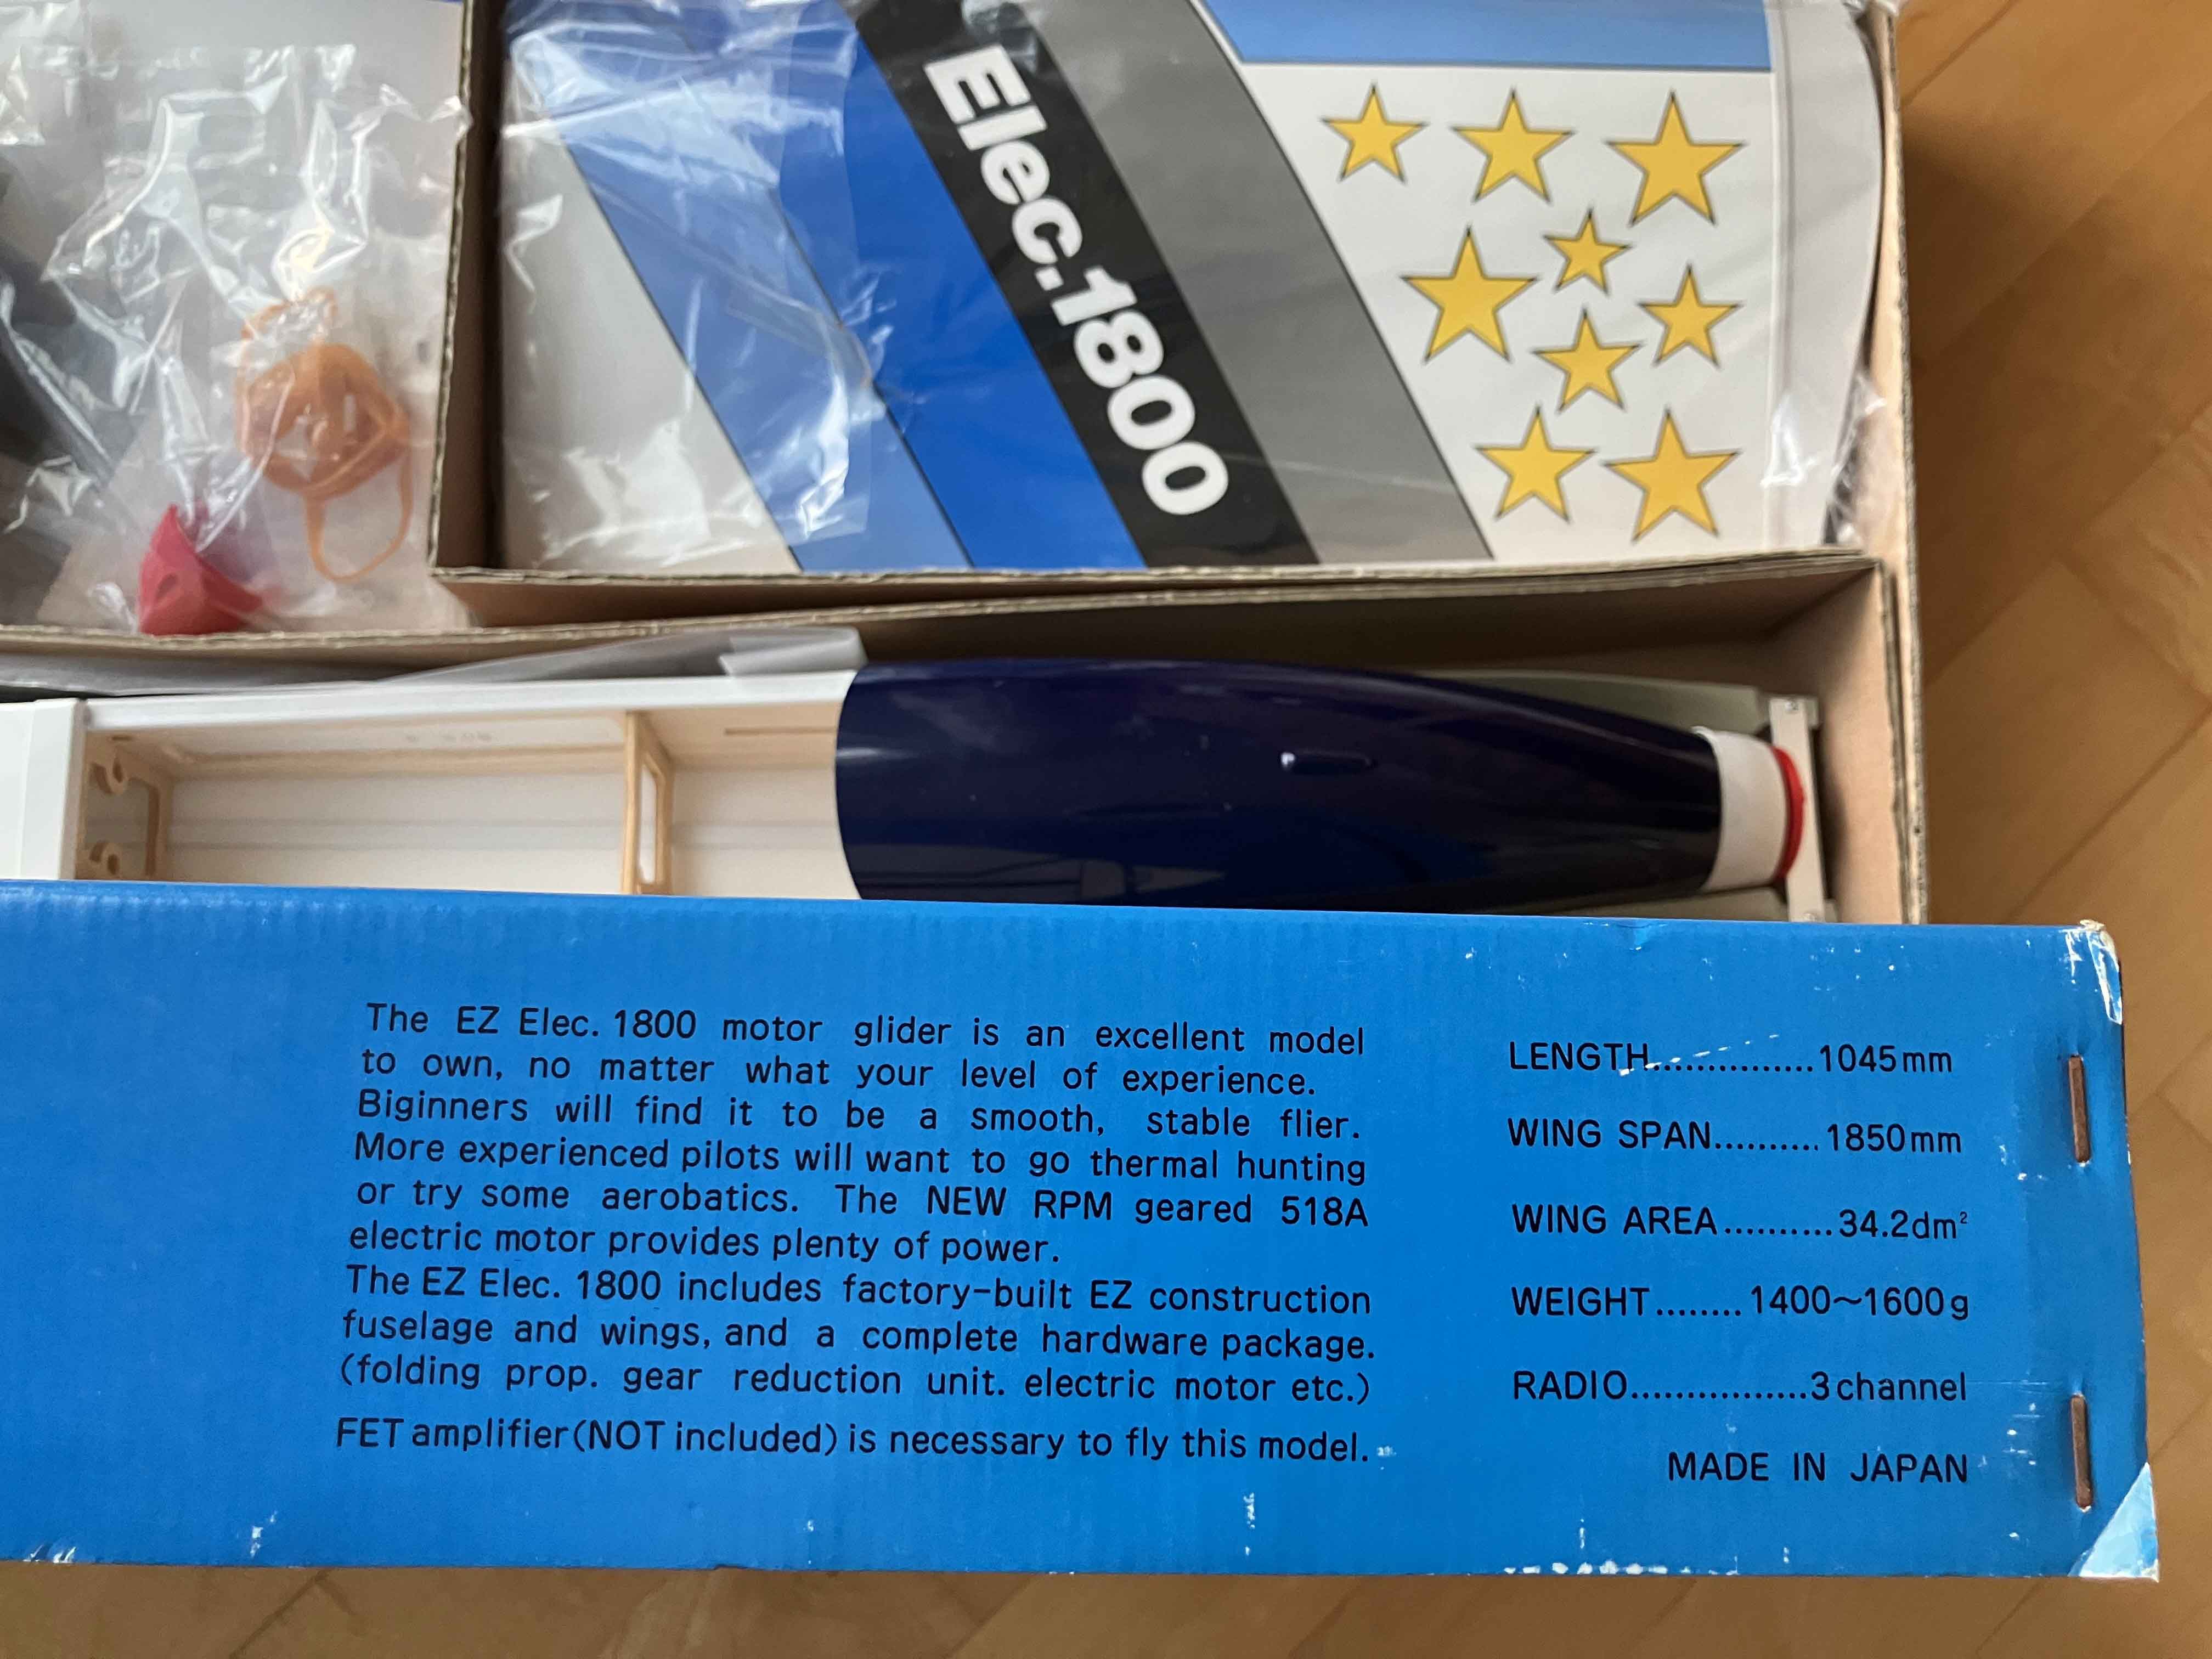 Elec.1800
The EZ Elec. 1800 motor glider is an excellent model
to own, no matter what your level of experience.
Biginners will find it to be a smooth, stable flier.
More experienced pilots will want to go thermal hunting
or try some aerobatics. The NEW RPM geared 518A
electric motor provides plenty of power.
The EZ Elec. 1800 includes factory-built EZ construction
fuselage and wings, and a complete hardware package.
(folding prop. gear reduction unit. electric motor etc.)
FET amplifier (NOT included) is necessary to fly this model.
LENGTH...............1045mm
WING SPAN..........1850mm
WING AREA..........34.2dm²
WEIGHT........1400~1600g
RADIO................3 channel
MADE IN JAPAN